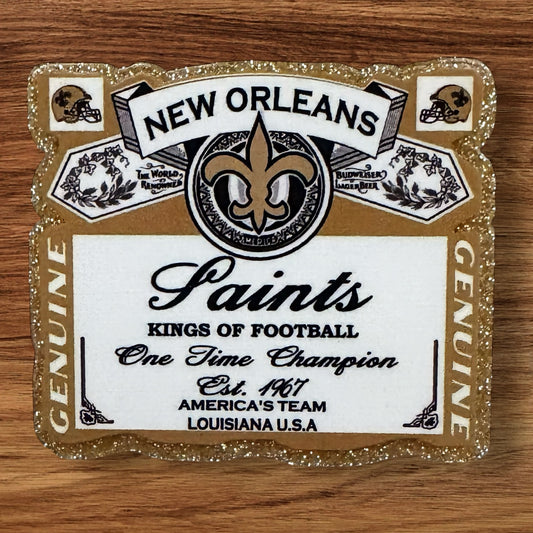 NEW ORLEANS
THE WORLD
RENOWNED
BUDWEISER
LAGER BEER
AMERICA
Saints
KINGS OF FOOTBALL
One Time Champion
Est. 1967
AMERICA'S TEAM
LOUISIANA U.S.A
GENUINE
GENUINE